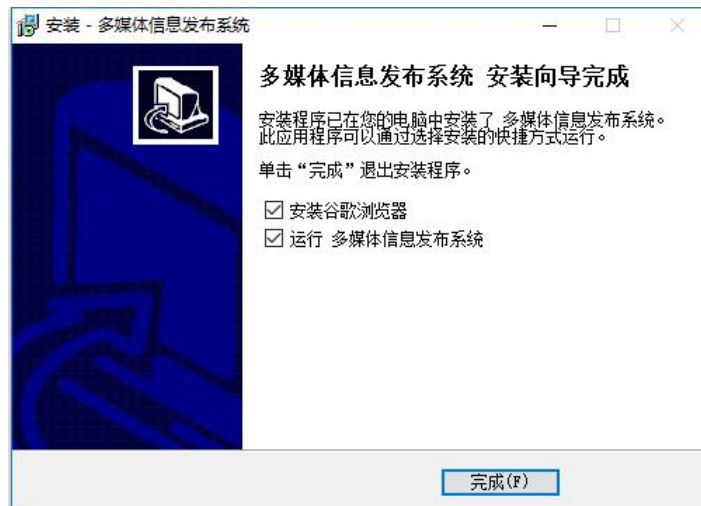 安装 - 多媒体信息发布系统
多媒体信息发布系统 安装向导完成
安装程序已在您的电脑中安装了 多媒体信息发布系统。
此应用程序可以通过选择安装的快捷方式运行。
单击“完成”退出安装程序。
安装谷歌浏览器
运行 多媒体信息发布系统
完成(F)